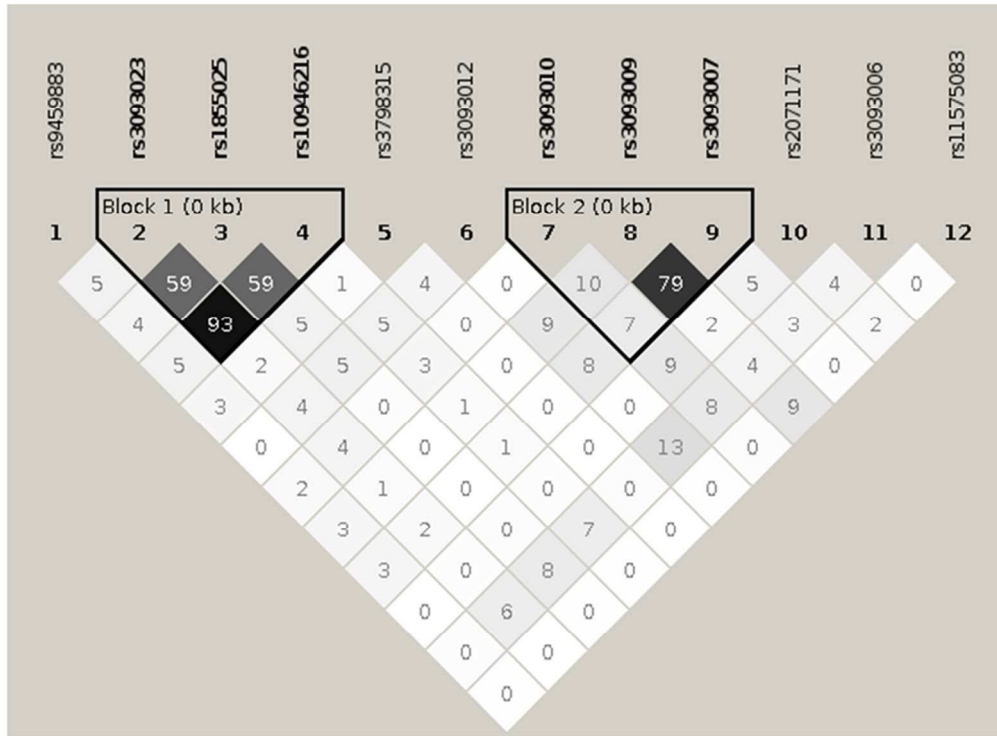 rs9459883
rs3093023
rs1855025
rs10946216
rs3798315
rs3093012
rs3093010
rs3093009
rs3093007
rs2071171
rs3093006
rs11575083
Block 1 (0 kb)
Block 2 (0 kb)
1 2 3 4 5 6 7 8 9 10 11 12
5 59 59 1 4 0 10 79 5 4 0
4 93 5 5 0 9 7 2 3 2
5 2 5 3 0 8 9 4 0
3 4 0 1 0 0 8 9
0 4 0 1 0 13 0
2 1 0 0 0 0
3 2 0 7 0
3 0 8 0
0 6 0
0 0
0